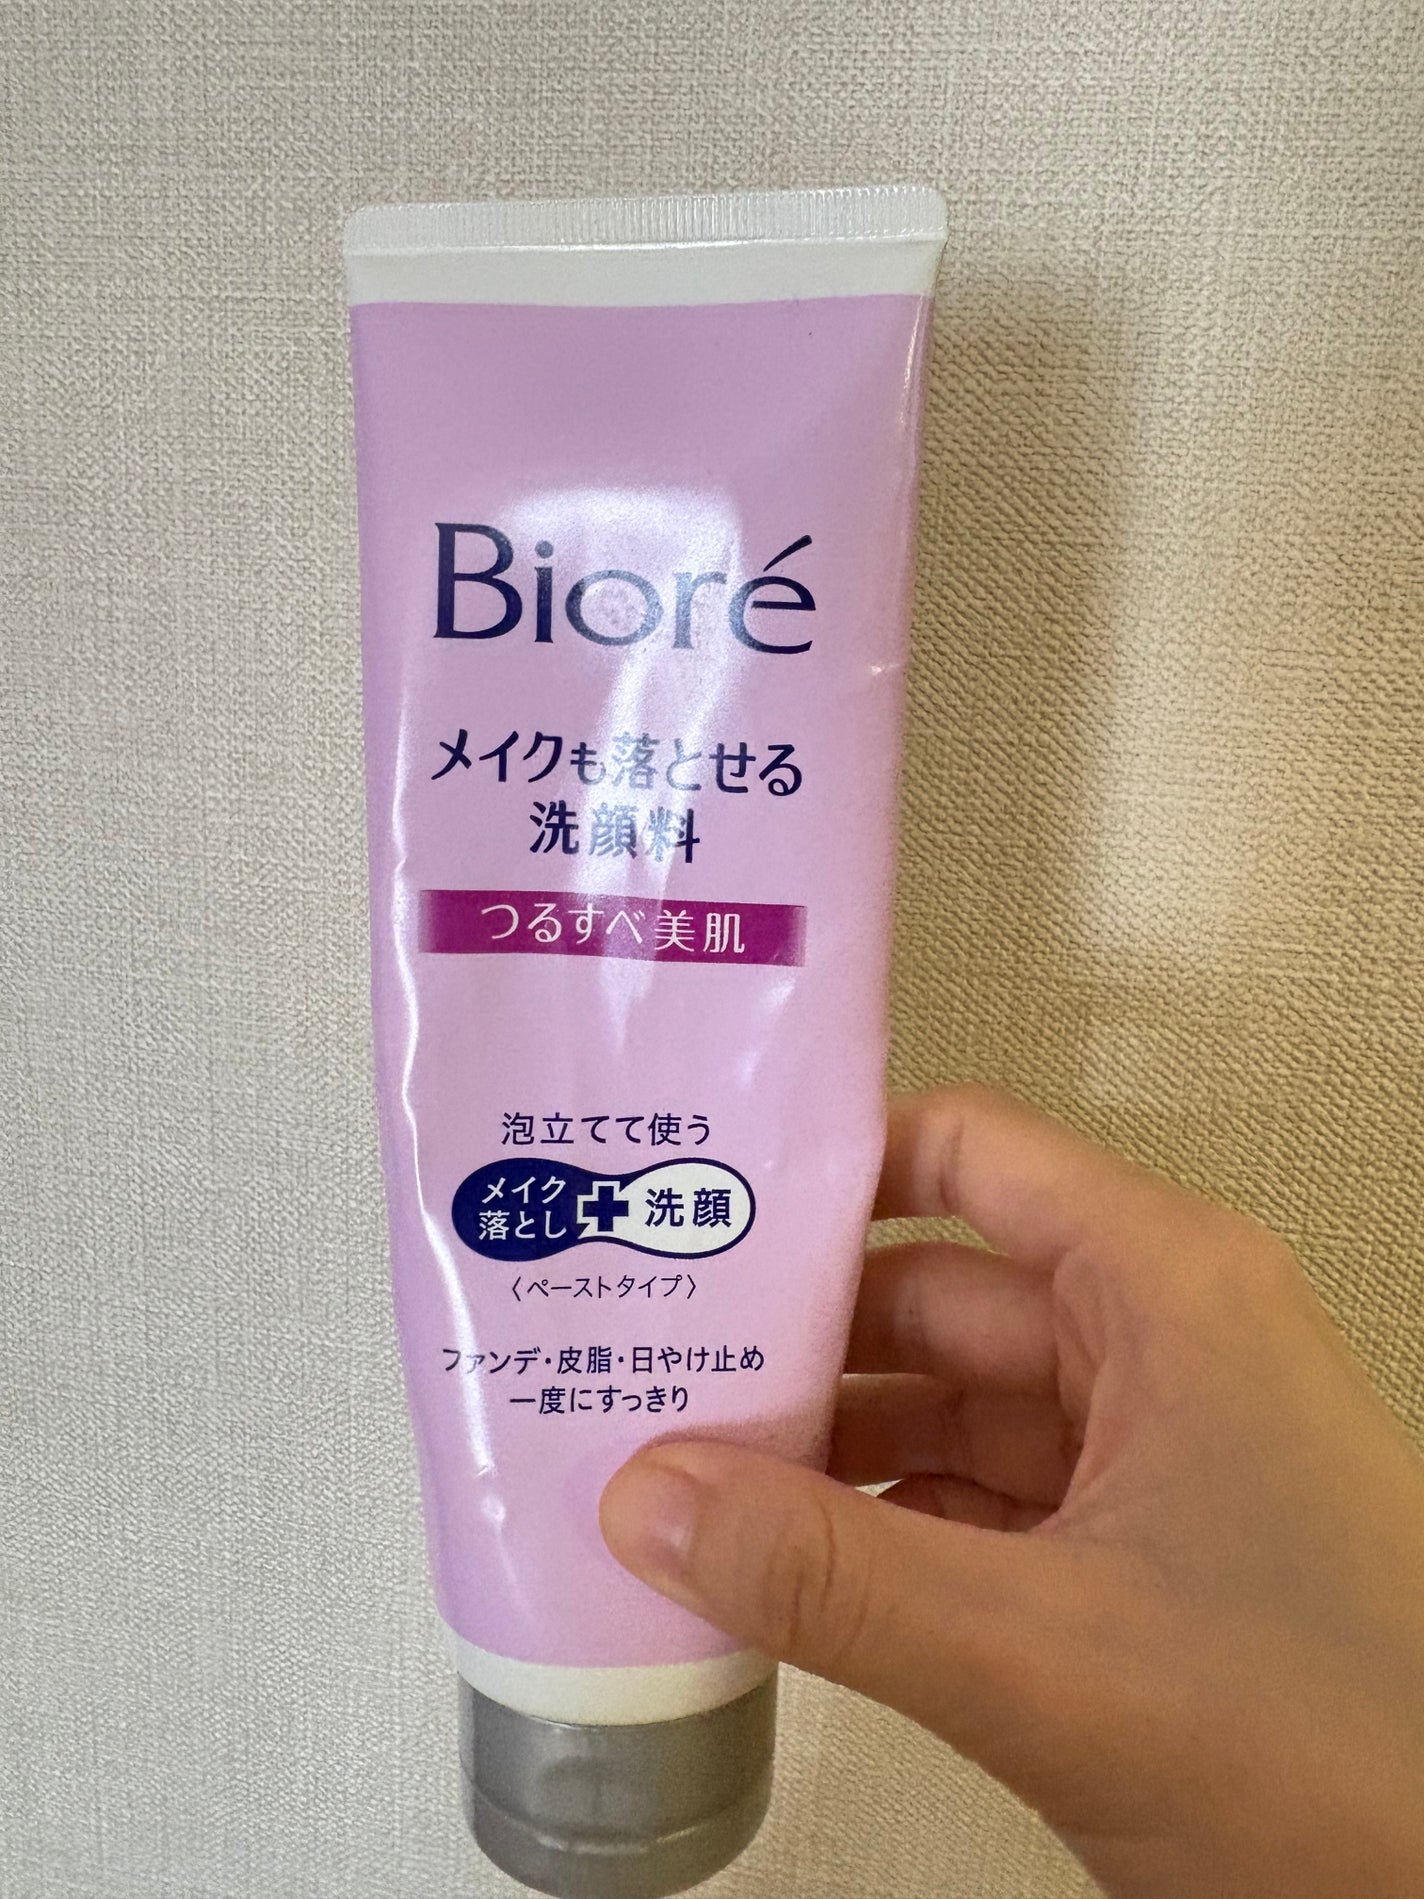 Bioré
メイクも落とせる
洗顔料
つるすべ美肌
泡立てて使う
メイク
落とし
洗顔
〈ペーストタイプ〉
ファンデ・皮脂・日やけ止め
一度にすっきり